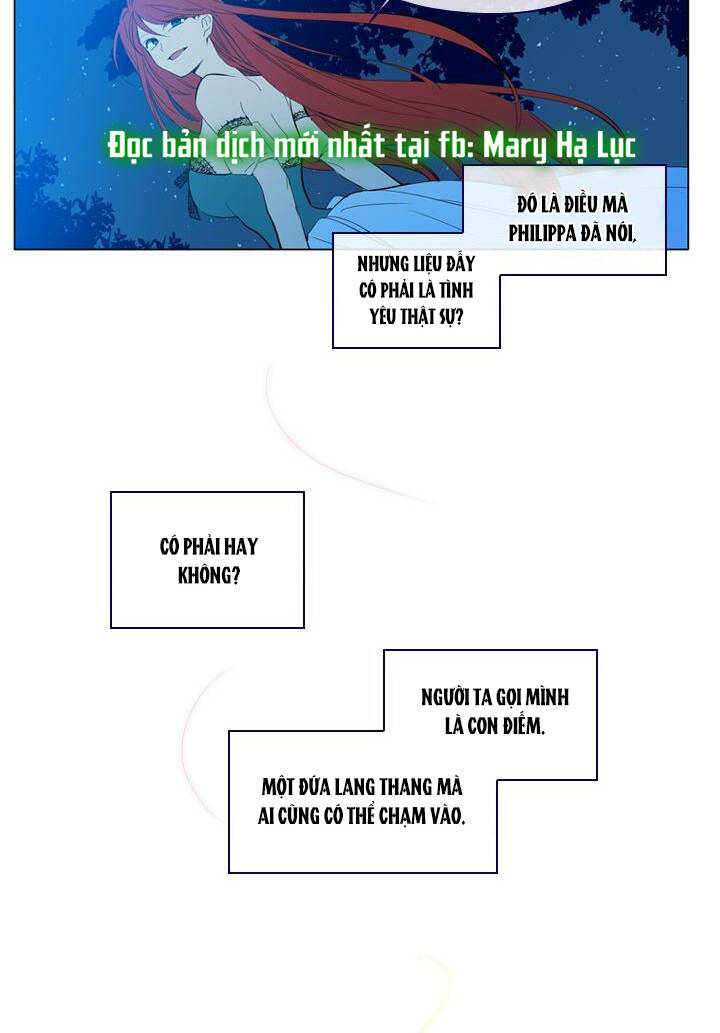 Đọc bản dịch mới nhất tại fb: Mary Hạ Lục
ĐÓ LÀ ĐIỀU MÀ
PHILIPPA ĐÃ NÓI,
NHƯNG LIỆU ĐẤY
CÓ PHẢI LÀ TÌNH
YÊU THẬT SỰ?
CÓ PHẢI HAY
KHÔNG?
NGƯỜI TA GỌI MÌNH
LÀ CON ĐIẾM.
MỘT ĐỨA LANG THANG MÀ
AI CŨNG CÓ THỂ CHẠM VÀO.